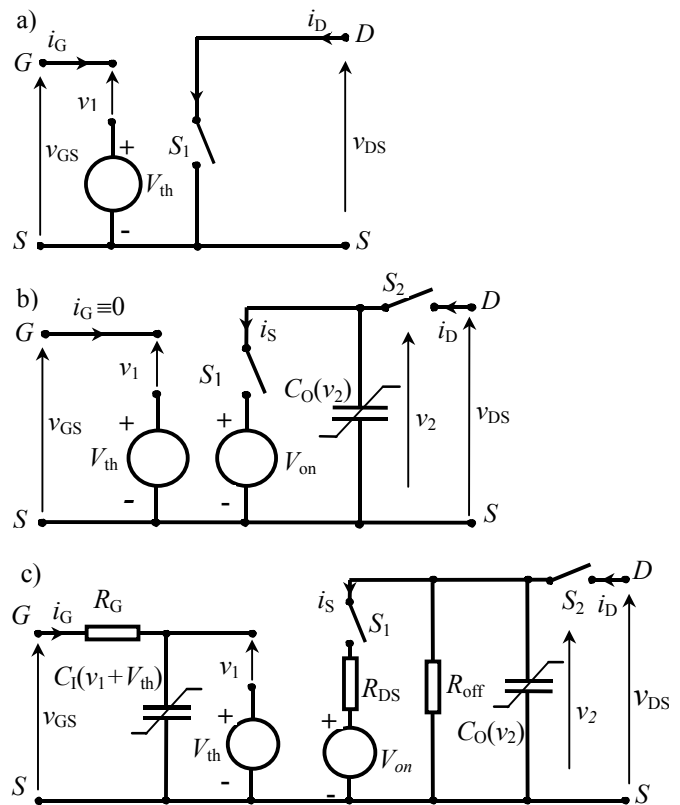 a)
i_G
i_D
D
G
v_1
S_1
v_GS
+
V_th
-
v_DS
S
S
b)
i_G≡0
S_2
D
G
i_S
i_D
v_1
S_1
C_O(v_2)
v_2
v_DS
v_GS
+
+
V_th
V_on
-
-
S
S
c)
D
G
i_G
R_G
i_S
S_1
S_2
i_D
C_I(v_1+V_th)
v_1
R_DS
R_off
v_GS
+
V_th
+
V_on
C_O(v_2)
v_2
v_DS
-
-
S
S